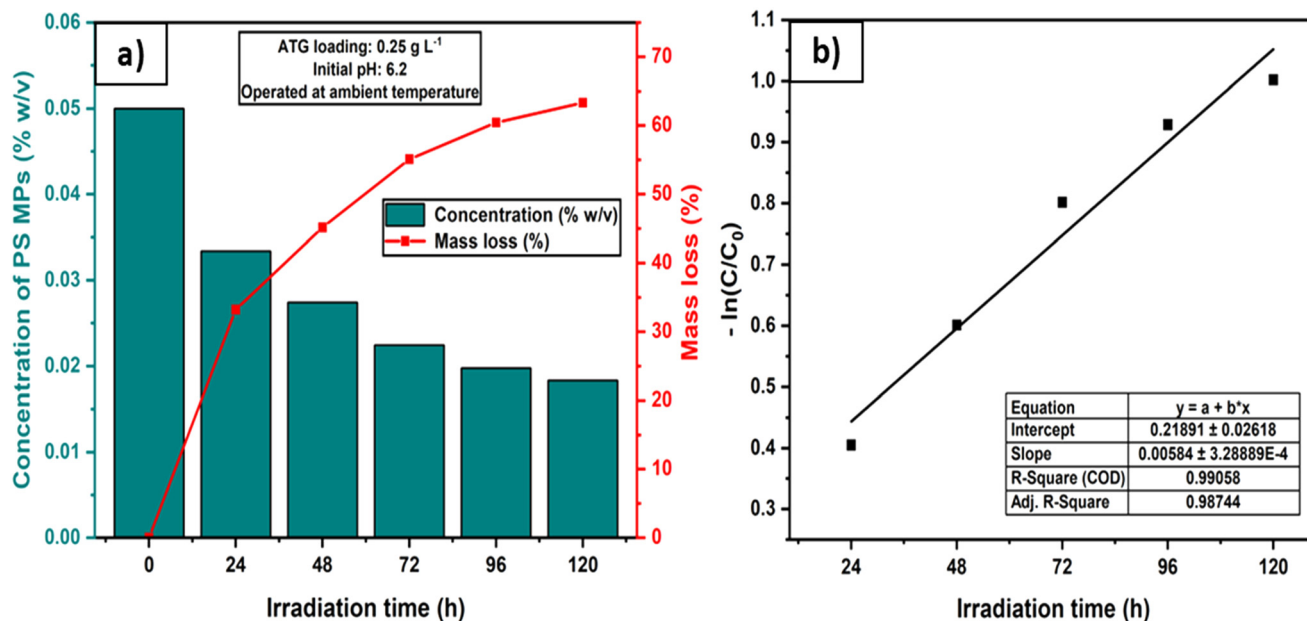 a)
ATG loading: 0.25 g L⁻¹
Initial pH: 6.2
Operated at ambient temperature
Concentration (% w/v)
Mass loss (%)
Concentration of PS MPs (% w/v)
0.06
0.05
0.04
0.03
0.02
0.01
0.00
Mass loss (%)
70
60
50
40
30
20
10
0
0 24 48 72 96 120
Irradiation time (h)
b)
- ln(C/C₀)
1.1
1.0
0.9
0.8
0.7
0.6
0.5
0.4
0.3
Equation y = a + b*x
Intercept 0.21891 ± 0.02618
Slope 0.00584 ± 3.28889E-4
R-Square (COD) 0.99058
Adj. R-Square 0.98744
24 48 72 96 120
Irradiation time (h)